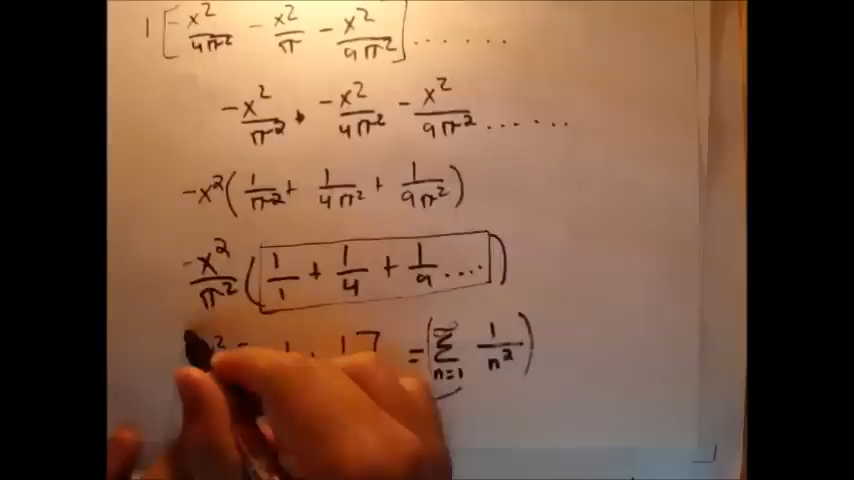 1 [ -x²/4π² - x²/π - x²/9π² ] ......
-x²/π² · -x²/4π² - x²/9π² ......
-x² ( 1/π² + 1/4π² + 1/9π² )
-x²/π² ( 1/1 + 1/4 + 1/9 .... )
= ( ∞Σn=1 1/n² )